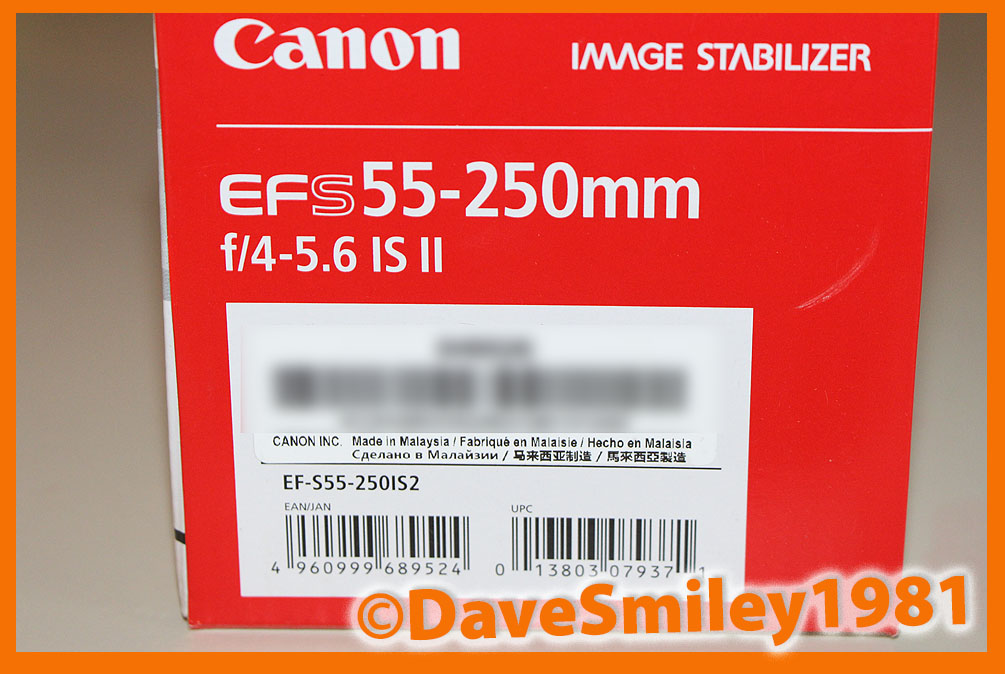 Canon
IMAGE STABILIZER
EFS 55-250mm
f/4-5.6 IS II
CANON INC. Made in Malaysia / Fabriqué en Malaisie / Hecho en Malaisia
Сделано в Малайзии / 马来西亚制造 / 馬來西亞製造
EF-S55-250IS2
EAN/JAN
UPC
4 960999 689524
0 13803 07937 1
©DaveSmiley1981